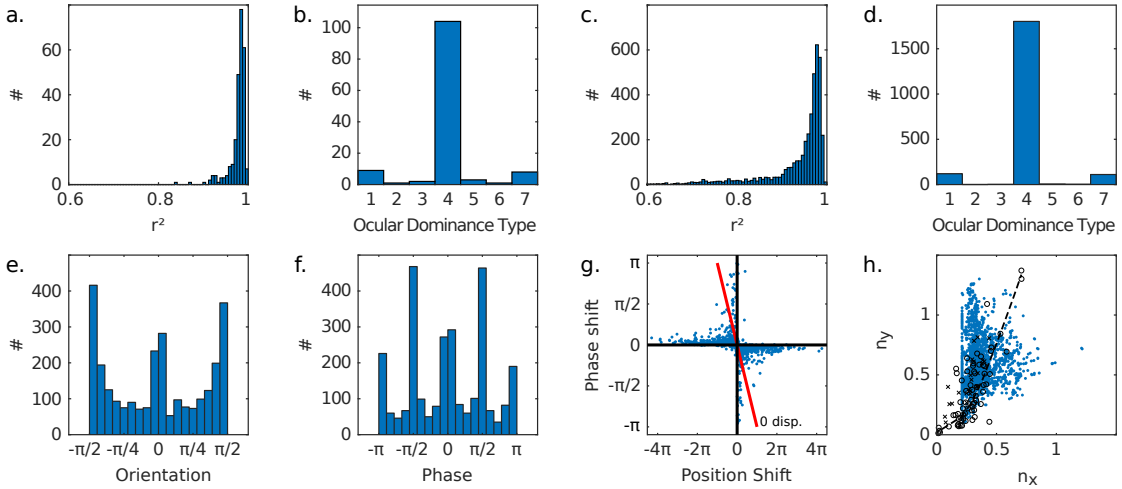 a.
#
60
40
20
0
0.6
0.8
1
r²
b.
#
100
80
60
40
20
0
1 2 3 4 5 6 7
Ocular Dominance Type
c.
#
600
400
200
0
0.6
0.8
1
r²
d.
#
1500
1000
500
0
1 2 3 4 5 6 7
Ocular Dominance Type
e.
#
400
300
200
100
0
-π/2 -π/4 0 π/4 π/2
Orientation
f.
#
400
300
200
100
0
-π -π/2 0 π/2 π
Phase
g.
Phase shift
π
π/2
0
-π/2
-π
0 disp.
-4π -2π 0 2π 4π
Position Shift
h.
ny
1
0.5
0
0 0.5 1
nx